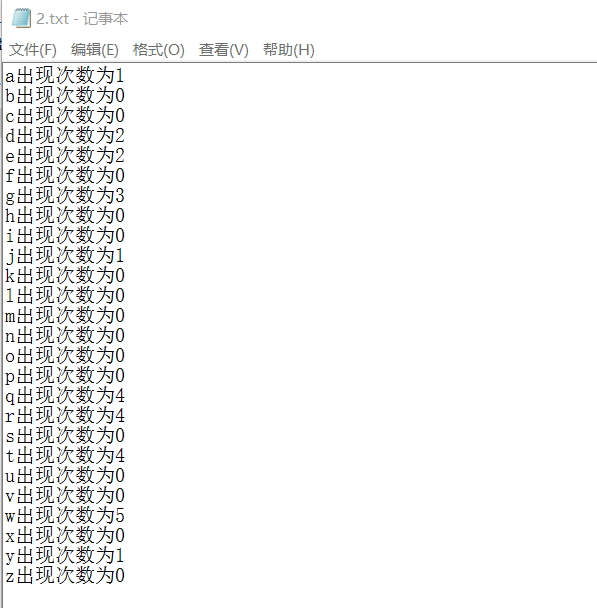 2.txt - 记事本
文件(F) 编辑(E) 格式(O) 查看(V) 帮助(H)
a出现次数为1
b出现次数为0
c出现次数为0
d出现次数为2
e出现次数为2
f出现次数为0
g出现次数为3
h出现次数为0
i出现次数为0
j出现次数为1
k出现次数为0
l出现次数为0
m出现次数为0
n出现次数为0
o出现次数为0
p出现次数为0
q出现次数为4
r出现次数为4
s出现次数为0
t出现次数为4
u出现次数为0
v出现次数为0
w出现次数为5
x出现次数为0
y出现次数为1
z出现次数为0